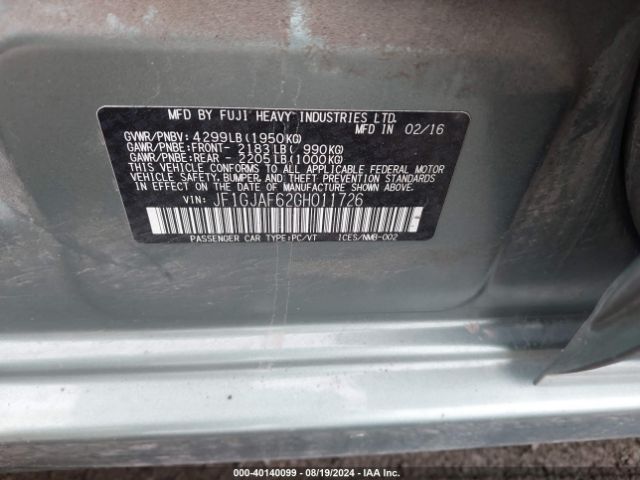 MFD BY FUJI HEAVY INDUSTRIES LTD.
GVWR/PNBV: 4299LB(1950KG) MFD IN 02/16
GAWR/PNBE:FRONT- 2183LB( 990KG)
GAWR/PNBE:REAR - 2205LB(1000KG)
THIS VEHICLE CONFORMS TO ALL APPLICABLE FEDERAL MOTOR
VEHICLE SAFETY, BUMPER, AND THEFT PREVENTION STANDARDS
IN EFFECT ON THE DATE OF MANUFACTURE SHOWN ABOVE.
VIN: JF1GJAF62GH011726
PASSENGER CAR TYPE:PC/VT ICES/NMB-002
000-40140099 - 08/19/2024 - IAA Inc.